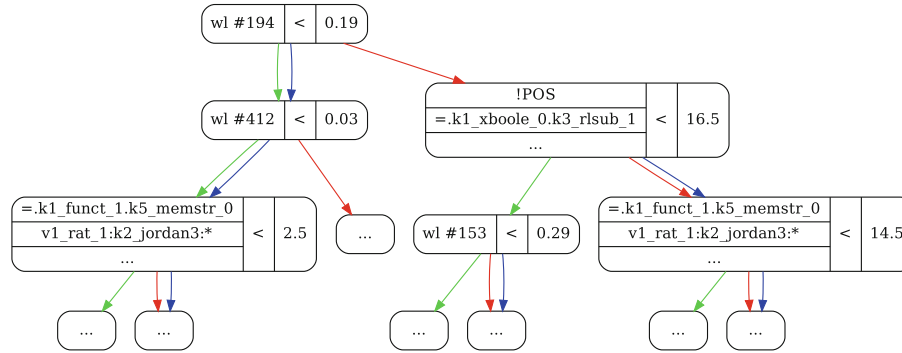 wl #194 < 0.19
wl #412 < 0.03
!POS
=.k1_xboole_0.k3_rlsub_1 < 16.5
...
=.k1_funct_1.k5_memstr_0
v1_rat_1:k2_jordan3:* < 2.5
...
...
wl #153 < 0.29
=.k1_funct_1.k5_memstr_0
v1_rat_1:k2_jordan3:* < 14.5
...
... ... ... ... ... ...